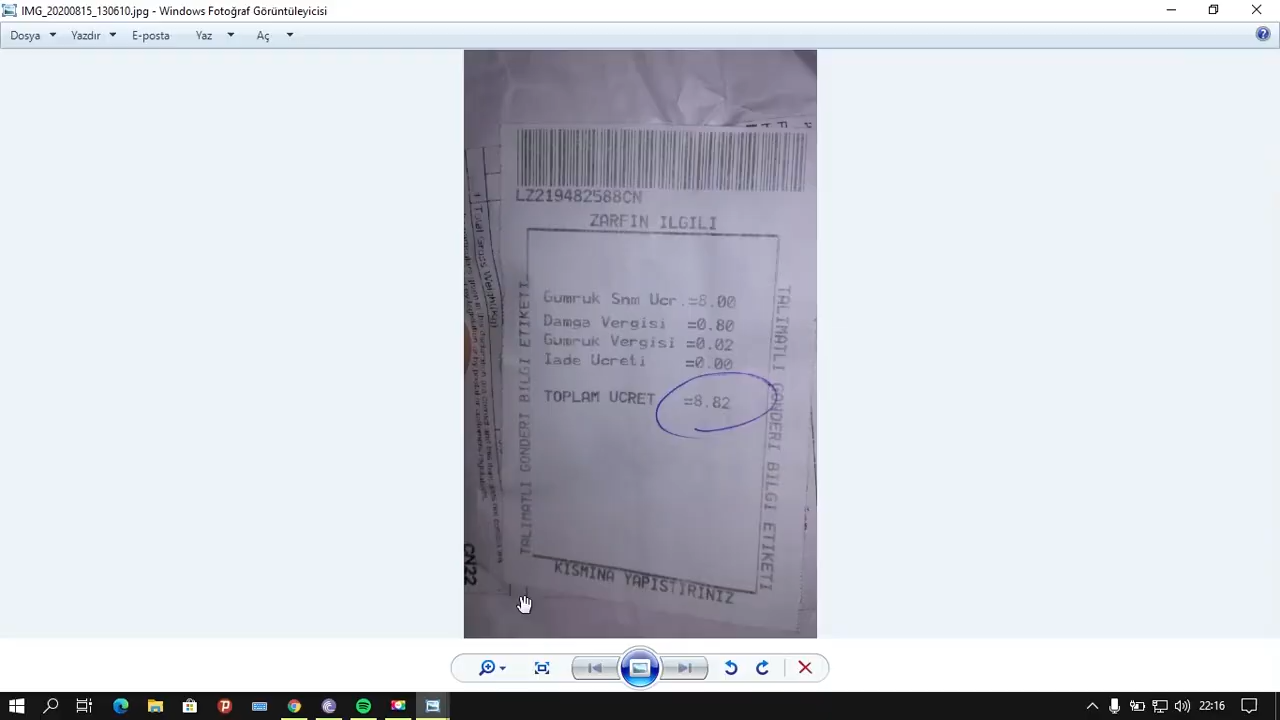 IMG_20200815_130610.jpg - Windows Fotoğraf Görüntüleyicisi
Dosya Yazdır E-posta Yaz Aç
LZ219482588CN
ZARFIN ILGILI
Gumruk Snm Ucr.=8.00
Damga Vergisi =0.80
Gumruk Vergisi =0.02
Iade Ucreti =0.00
TOPLAM UCRET =8.82
TALIMATLI GONDERI BILGI ETIKETI
TALIMATLI GONDERI BILGI ETIKETI
KISMINA YAPISTIRINIZ
CN22
22:16